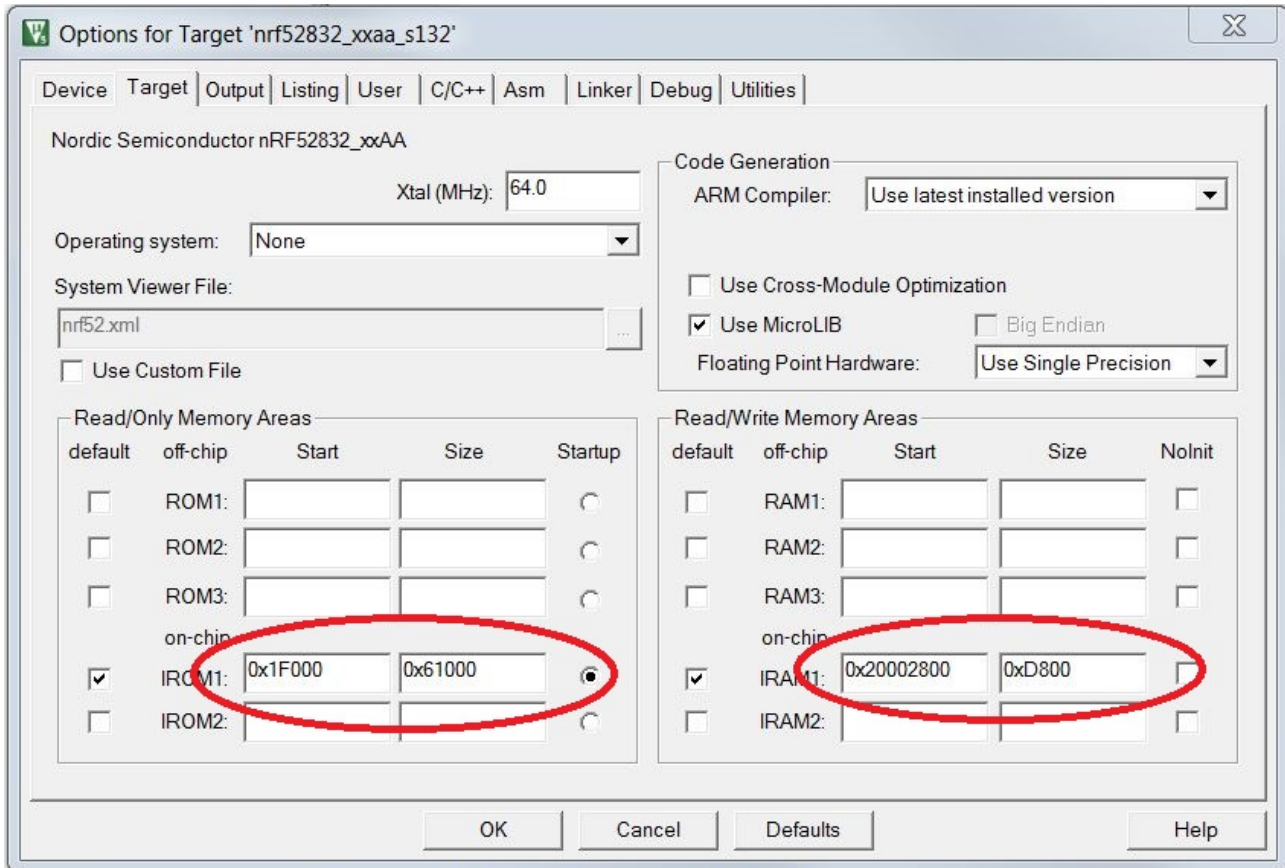 Options for Target 'nrf52832_xxaa_s132'
Device Target Output Listing User C/C++ Asm Linker Debug Utilities
Nordic Semiconductor nRF52832_xxAA
Xtal (MHz): 64.0
Operating system: None
System Viewer File:
nrf52.xml ...
Use Custom File
Code Generation
ARM Compiler: Use latest installed version
Use Cross-Module Optimization
Use MicroLIB Big Endian
Floating Point Hardware: Use Single Precision
Read/Only Memory Areas
default off-chip Start Size Startup
ROM1:
ROM2:
ROM3:
on-chip
IROM1: 0x1F000 0x61000
IROM2:
Read/Write Memory Areas
default off-chip Start Size NoInit
RAM1:
RAM2:
RAM3:
on-chip
IRAM1: 0x20002800 0xD800
IRAM2:
OK Cancel Defaults Help